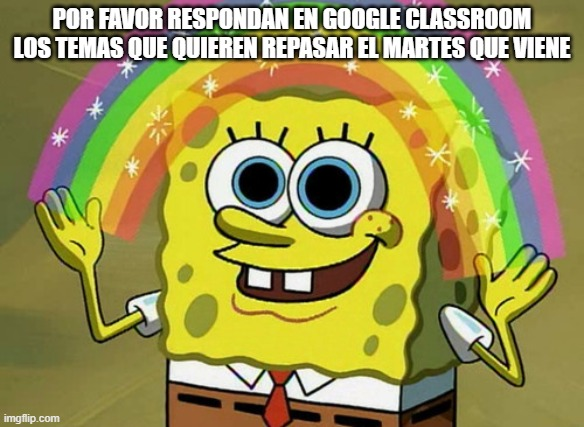 POR FAVOR RESPONDAN EN GOOGLE CLASSROOM
LOS TEMAS QUE QUIEREN REPASAR EL MARTES QUE VIENE
imgflip.com